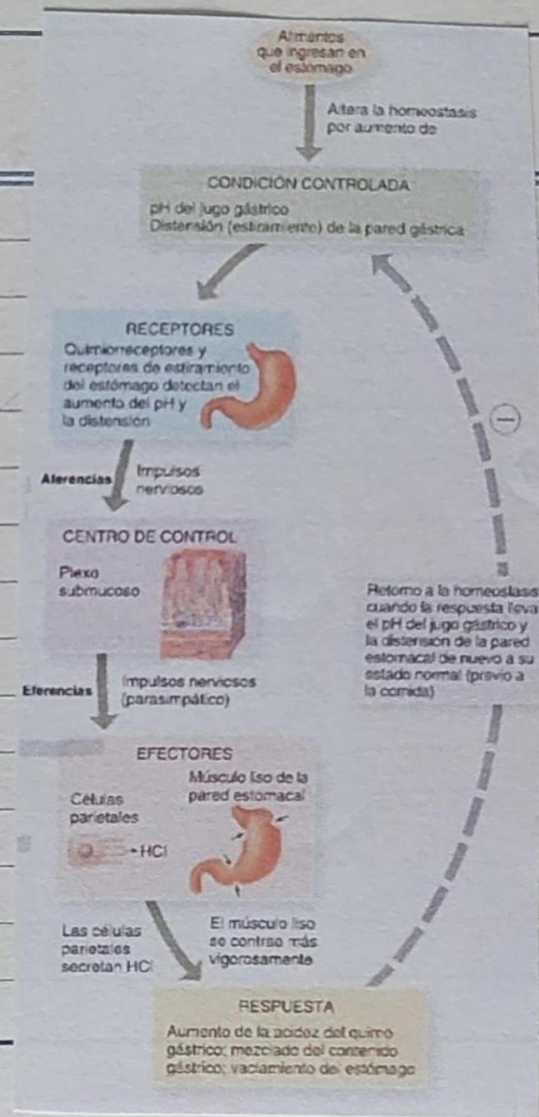 Alimentos
que ingresan en
el estómago
Altera la homeostasis
por aumento de
CONDICIÓN CONTROLADA
pH del jugo gástrico
Distensión (estiramiento) de la pared gástrica
RECEPTORES
Quimiorreceptores y
receptores de estiramiento
del estómago detectan el
aumento del pH y
la distensión
Aferencias
Impulsos
nerviosos
CENTRO DE CONTROL
Plexo
submucoso
Eferencias
Impulsos nerviosos
(parasimpático)
EFECTORES
Células
parietales
HCl
Músculo liso de la
pared estomacal
Las células
parietales
secretan HCl
El músculo liso
se contrae más
vigorosamente
RESPUESTA
Aumento de la acidez del quimo
gástrico; mezclado del contenido
gástrico; vaciamiento del estómago
Retorno a la homeostasis
cuando la respuesta lleva
el pH del jugo gástrico y
la distensión de la pared
estomacal de nuevo a su
estado normal (previo a
la comida)
−